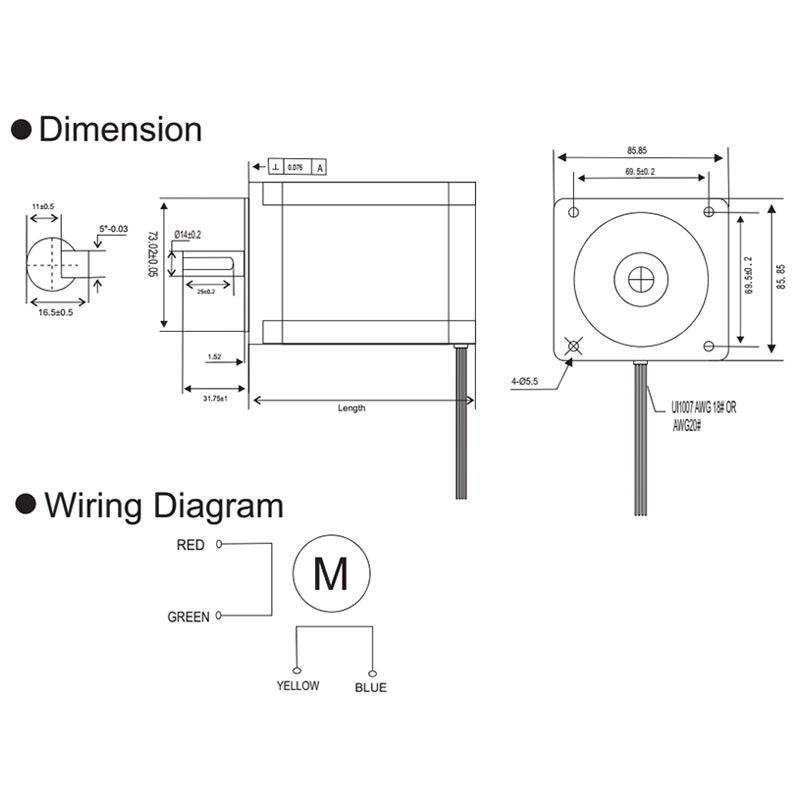 ● Dimension
⊥ 0.076 A
85.85
69.5±0.2
11±0.5
5"-0.03
16.5±0.5
73.02±0.05
Ø14±0.2
25±0.2
1.52
31.75±1
Length
69.5±0.2
85.85
4-Ø5.5
UI1007 AWG 18# OR
AWG20#
● Wiring Diagram
RED
M
GREEN
YELLOW
BLUE